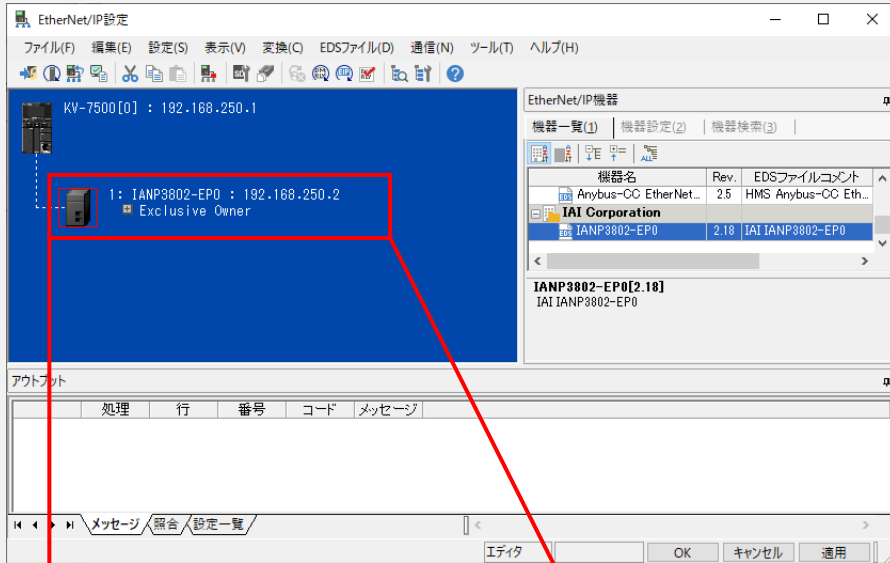 EtherNet/IP設定
ファイル(F) 編集(E) 設定(S) 表示(V) 変換(C) EDSファイル(D) 通信(N) ツール(T) ヘルプ(H)
KV-7500[0] : 192.168.250.1
1: IANP3802-EP0 : 192.168.250.2
Exclusive Owner
EtherNet/IP機器
機器一覧(1) 機器設定(2) 機器検索(3)
機器名 Rev. EDSファイルコメント
Anybus-CC EtherNet... 2.5 HMS Anybus-CC Eth...
IAI Corporation
IANP3802-EP0 2.18 IAI IANP3802-EP0
IANP3802-EP0[2.18]
IAI IANP3802-EP0
アウトプット
処理 行 番号 コード メッセージ
メッセージ 照合 設定一覧
エディタ OK キャンセル 適用